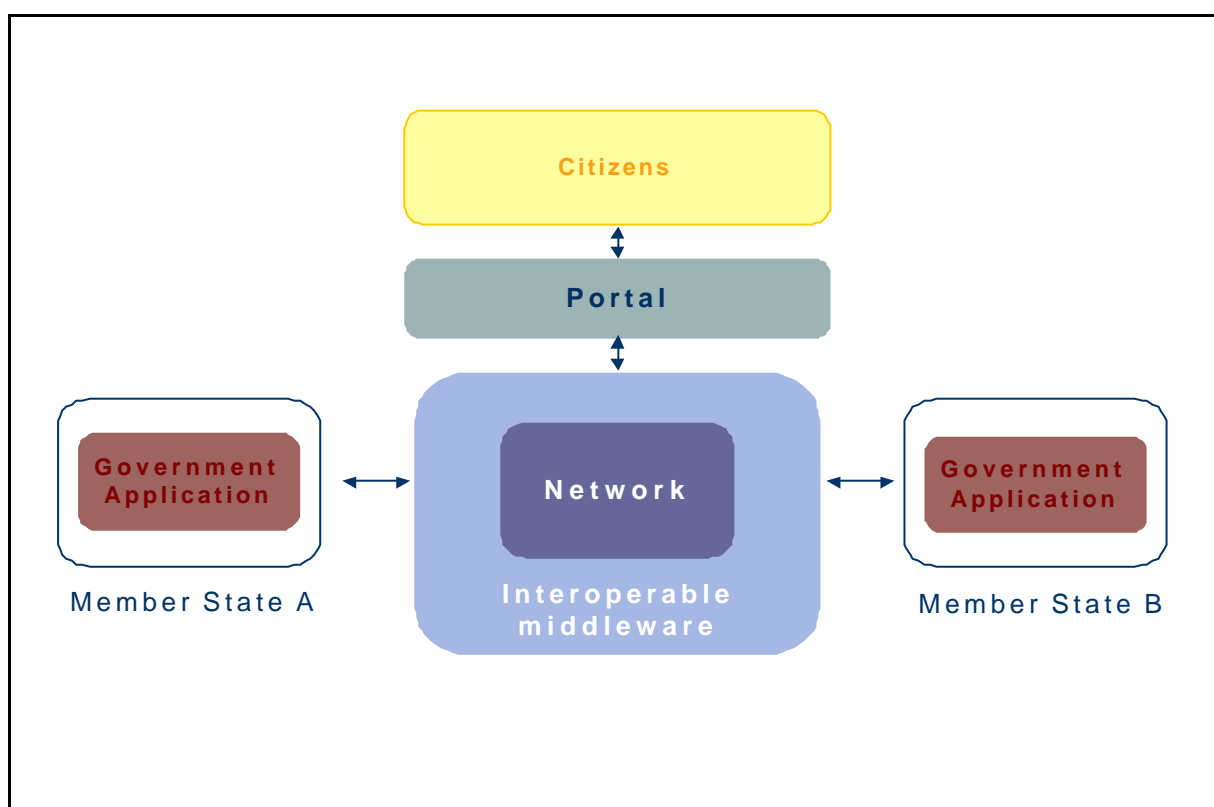 Citizens
Portal
Government
Application
Member State A
Network
Interoperable
middleware
Government
Application
Member State B